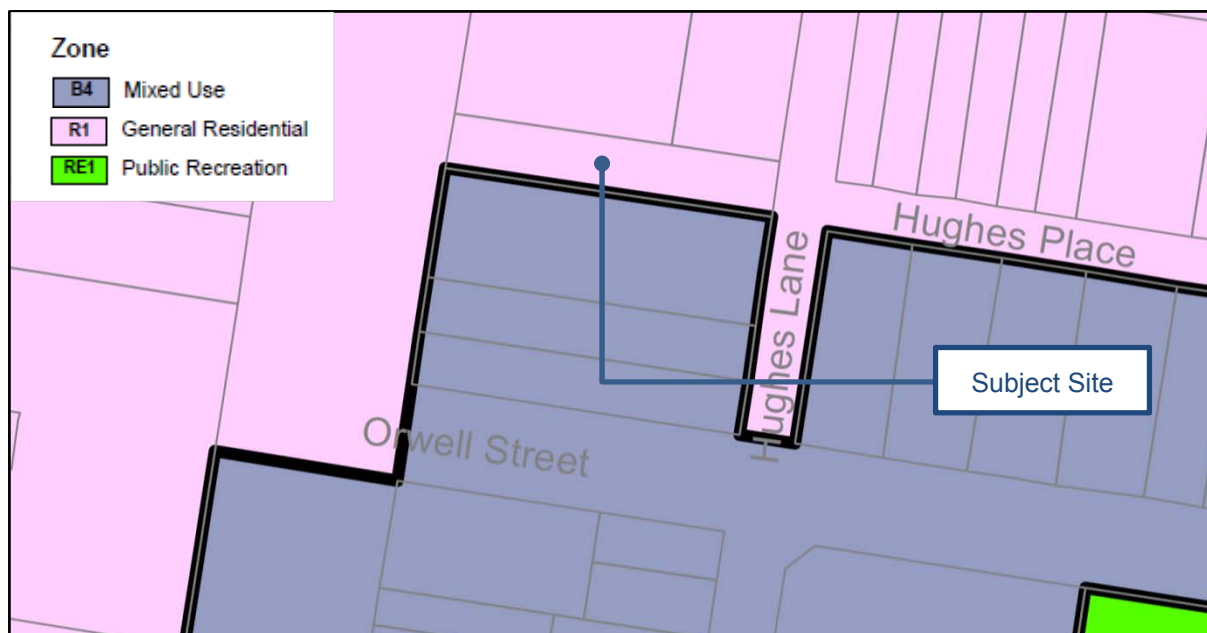 Zone
B4 Mixed Use
R1 General Residential
RE1 Public Recreation
Hughes Place
Hughes Lane
Subject Site
Orwell Street